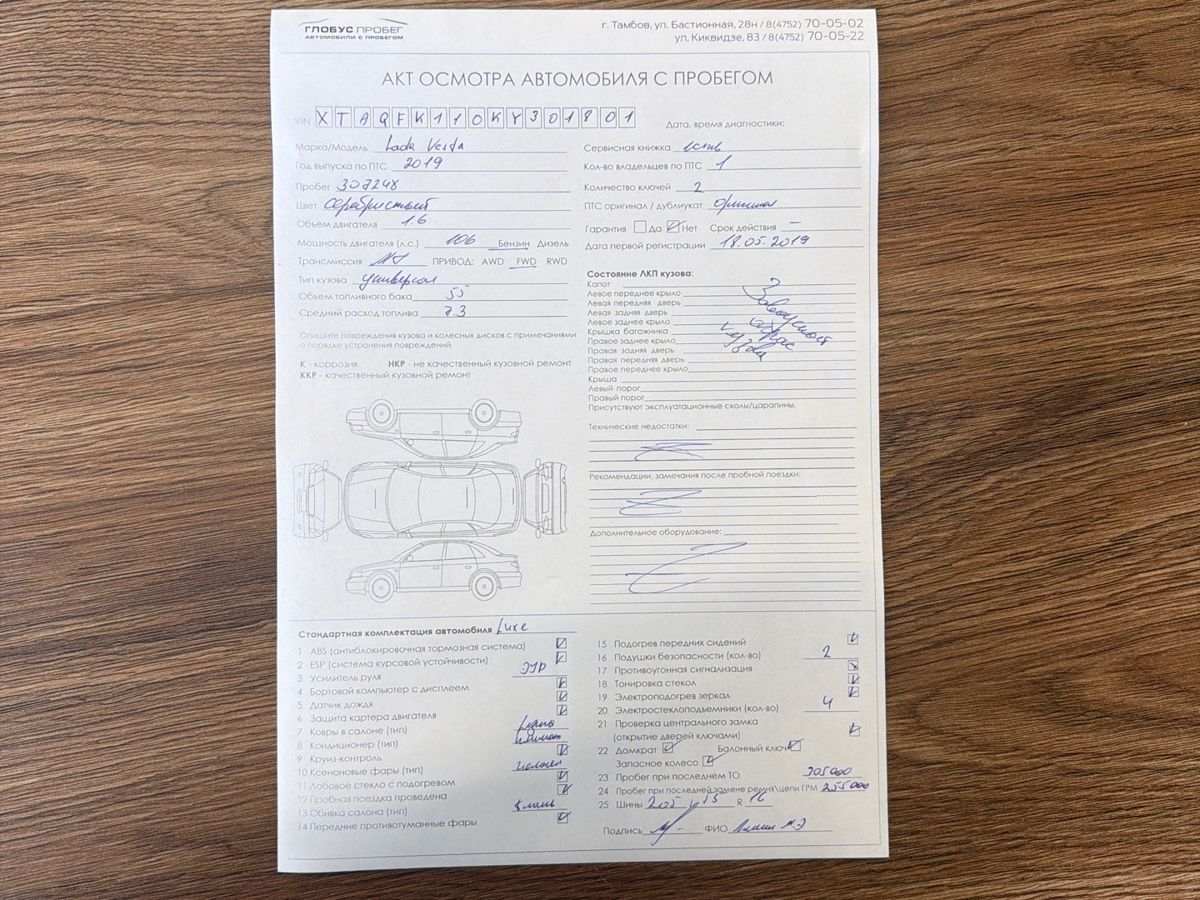 ГЛОБУС ПРОБЕГ
АВТОМОБИЛИ С ПРОБЕГОМ
г. Тамбов, ул. Бастионная, 28н / 8(4752) 70-05-02
ул. Киквидзе, 83 / 8(4752) 70-05-22
АКТ ОСМОТРА АВТОМОБИЛЯ С ПРОБЕГОМ
VIN XTAQFK110KY301801
Дата, время диагностики:
Марка/Модель Lada Vesta
Год выпуска по ПТС 2019
Пробег 307248
Цвет Серебристый
Объем двигателя 1.6
Мощность двигателя (л.с.) 106 Бензин Дизель
Трансмиссия МТ ПРИВОД: AWD FWD RWD
Тип кузова универсал
Объем топливного бака 55
Средний расход топлива 7.3
Опишите повреждения кузова и колесных дисков с примечаниями
о порядке устранения повреждений
К - коррозия НКР - не качественный кузовной ремонт
ККР - качественный кузовной ремонт
Сервисная книжка есть
Кол-во владельцев по ПТС 1
Количество ключей 2
ПТС оригинал / дубликат Оригинал
Гарантия Да Нет Срок действия –
Дата первой регистрации 18.05.2019
Состояние ЛКП кузова:
Капот
Левое переднее крыло
Левая передняя дверь
Левая задняя дверь
Левое заднее крыло
Крышка багажника
Правое заднее крыло
Правая задняя дверь
Правая передняя дверь
Правое переднее крыло
Крыша
Левый порог
Правый порог
Заводской
окрас
кузова
Присутствуют эксплуатационные сколы/царапины.
Технические недостатки:
Рекомендации, замечания после пробной поездки:
Дополнительное оборудование:
Стандартная комплектация автомобиля Luxe
1 ABS (антиблокировочная тормозная система)
2 ESP (система курсовой устойчивости)
3 Усилитель руля ЭУР
4 Бортовой компьютер с дисплеем
5 Датчик дождя
6 Защита картера двигателя
7 Ковры в салоне (тип)
8 Кондиционер (тип) климат
9 Круиз-контроль
10 Ксеноновые фары (тип)
11 Лобовое стекло с подогревом
12 Пробная поездка проведена
13 Обивка салона (тип) ткань
14 Передние противотуманные фары
15 Подогрев передних сидений
16 Подушки безопасности (кол-во) 2
17 Противоугонная сигнализация
18 Тонировка стекол
19 Электроподогрев зеркал
20 Электростеклоподъемники (кол-во) 4
21 Проверка центрального замка
(открытие дверей ключами)
22 Домкрат Балонный ключ
Запасное колесо
23 Пробег при последнем ТО 305000
24 Пробег при последней замене ремня\цепи ГРМ 255000
25 Шины 205 \ 55 R 16
Подпись ФИО